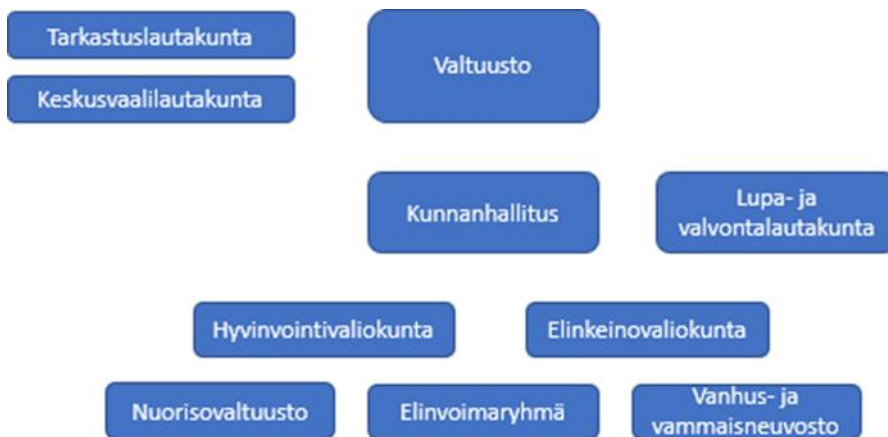 Tarkastuslautakunta
Valtuusto
Keskusvaalilautakunta
Kunnanhallitus
Lupa- ja
valvontalautakunta
Hyvinvointivaliokunta
Elinkeinovaliokunta
Nuorisovaltuusto
Elinvoimaryhmä
Vanhus- ja
vammaisneuvosto